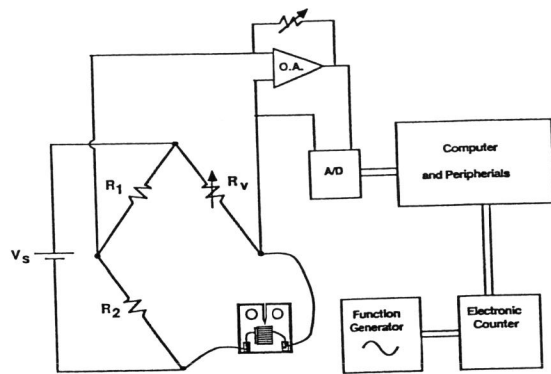 O.A.
Computer
and Peripherials
A/D
R1
Rv
Vs
R2
Function
Generator
Electronic
Counter